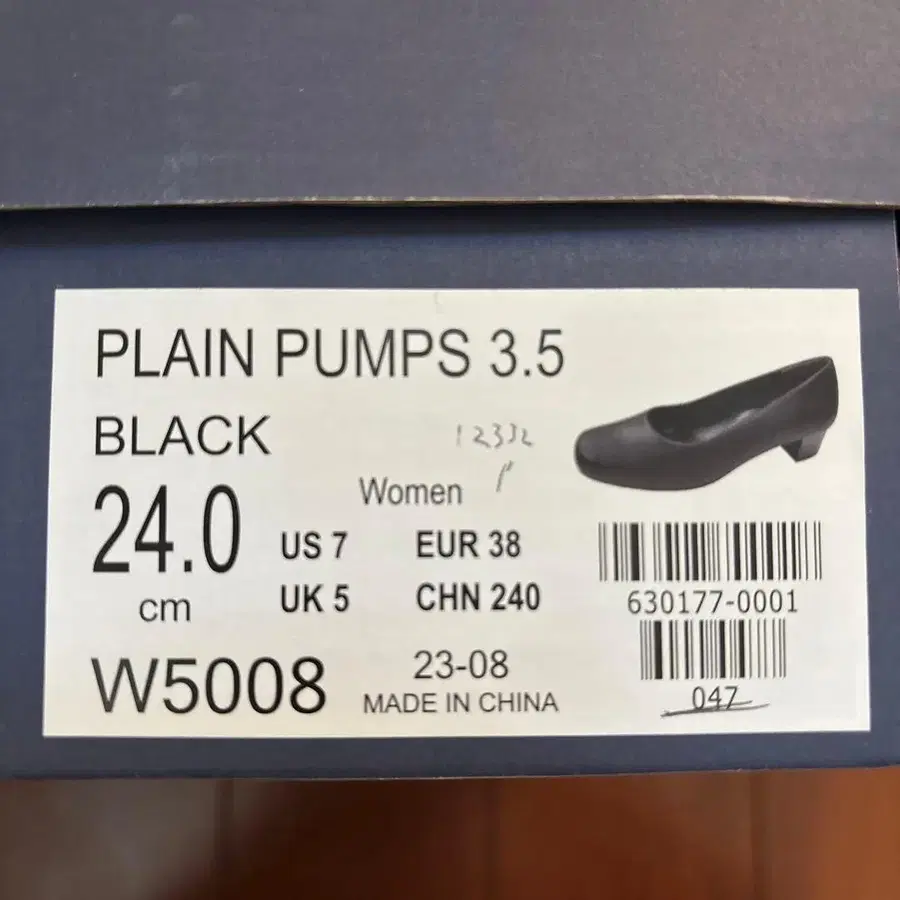 PLAIN PUMPS 3.5
BLACK
Women
24.0
cm
US 7 EUR 38
UK 5 CHN 240
W5008
23-08
MADE IN CHINA
630177-0001
047